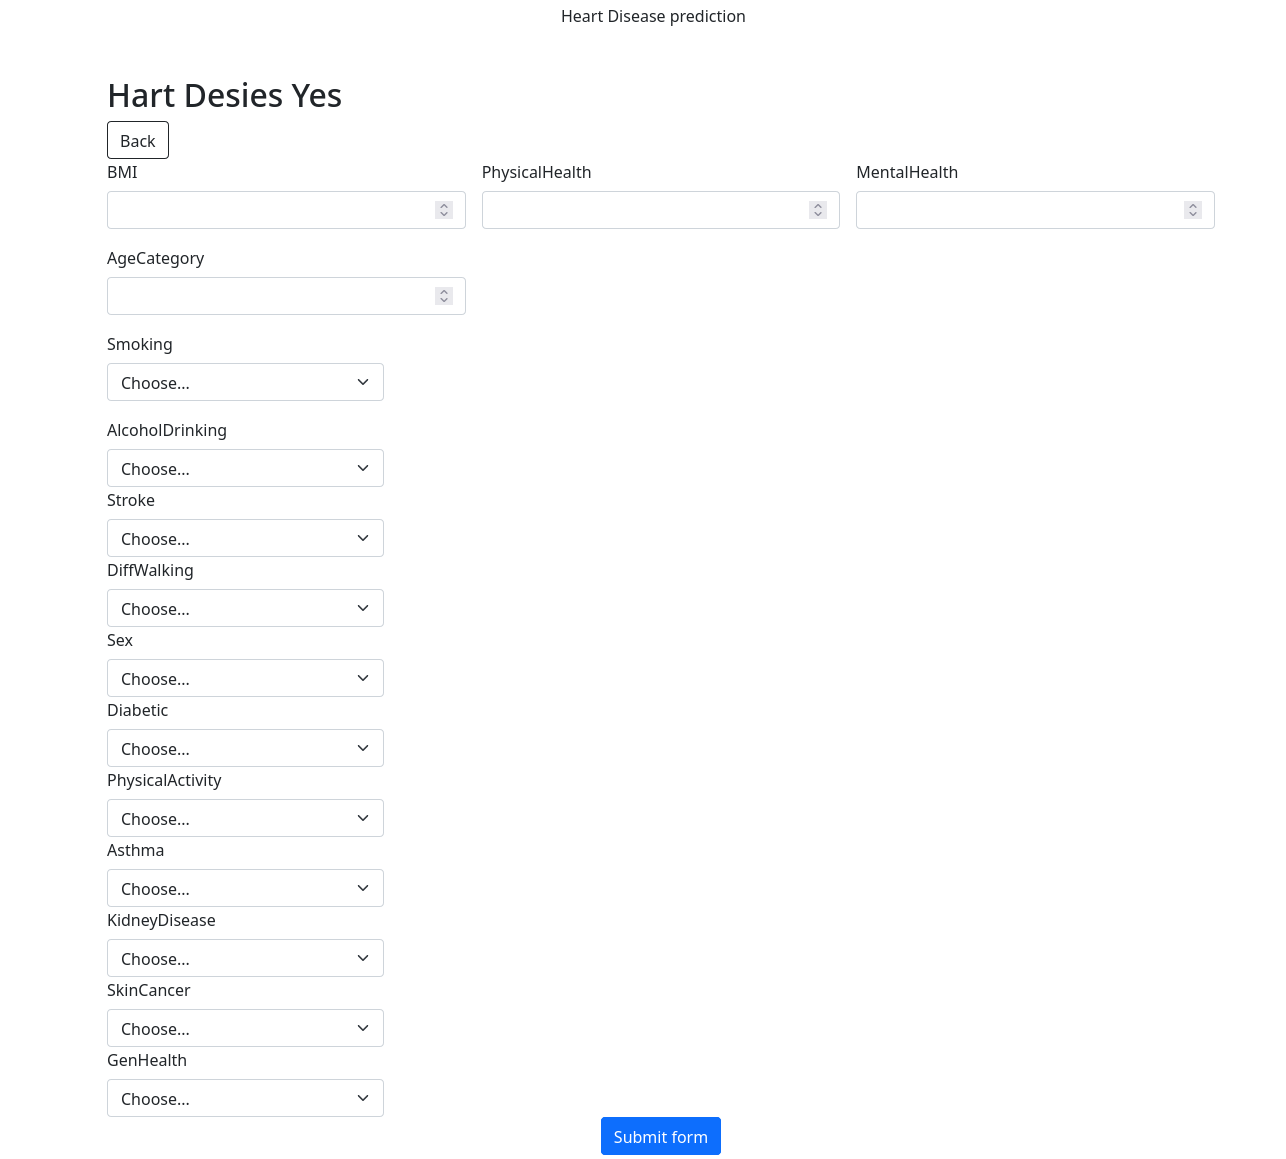 Heart Disease prediction
Hart Desies Yes
Back
BMI PhysicalHealth MentalHealth
AgeCategory
Smoking
Choose...
AlcoholDrinking
Choose...
Stroke
Choose...
DiffWalking
Choose...
Sex
Choose...
Diabetic
Choose...
PhysicalActivity
Choose...
Asthma
Choose...
KidneyDisease
Choose...
SkinCancer
Choose...
GenHealth
Choose...
Submit form